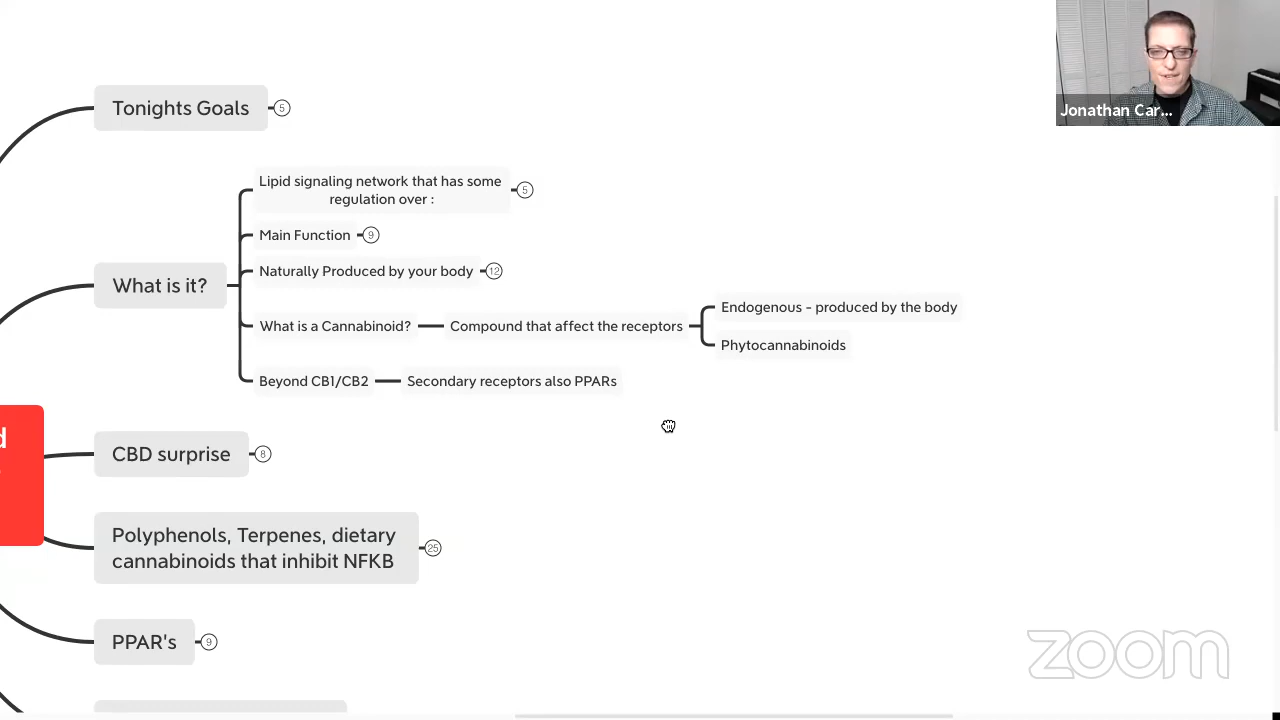 Jonathan Car...
Tonights Goals
5
Lipid signaling network that has some
regulation over :
5
Main Function
9
Naturally Produced by your body
12
What is it?
What is a Cannabinoid?
Compound that affect the receptors
Endogenous - produced by the body
Phytocannabinoids
Beyond CB1/CB2
Secondary receptors also PPARs
d
CBD surprise
8
Polyphenols, Terpenes, dietary
cannabinoids that inhibit NFKB
25
PPAR's
9
zoom